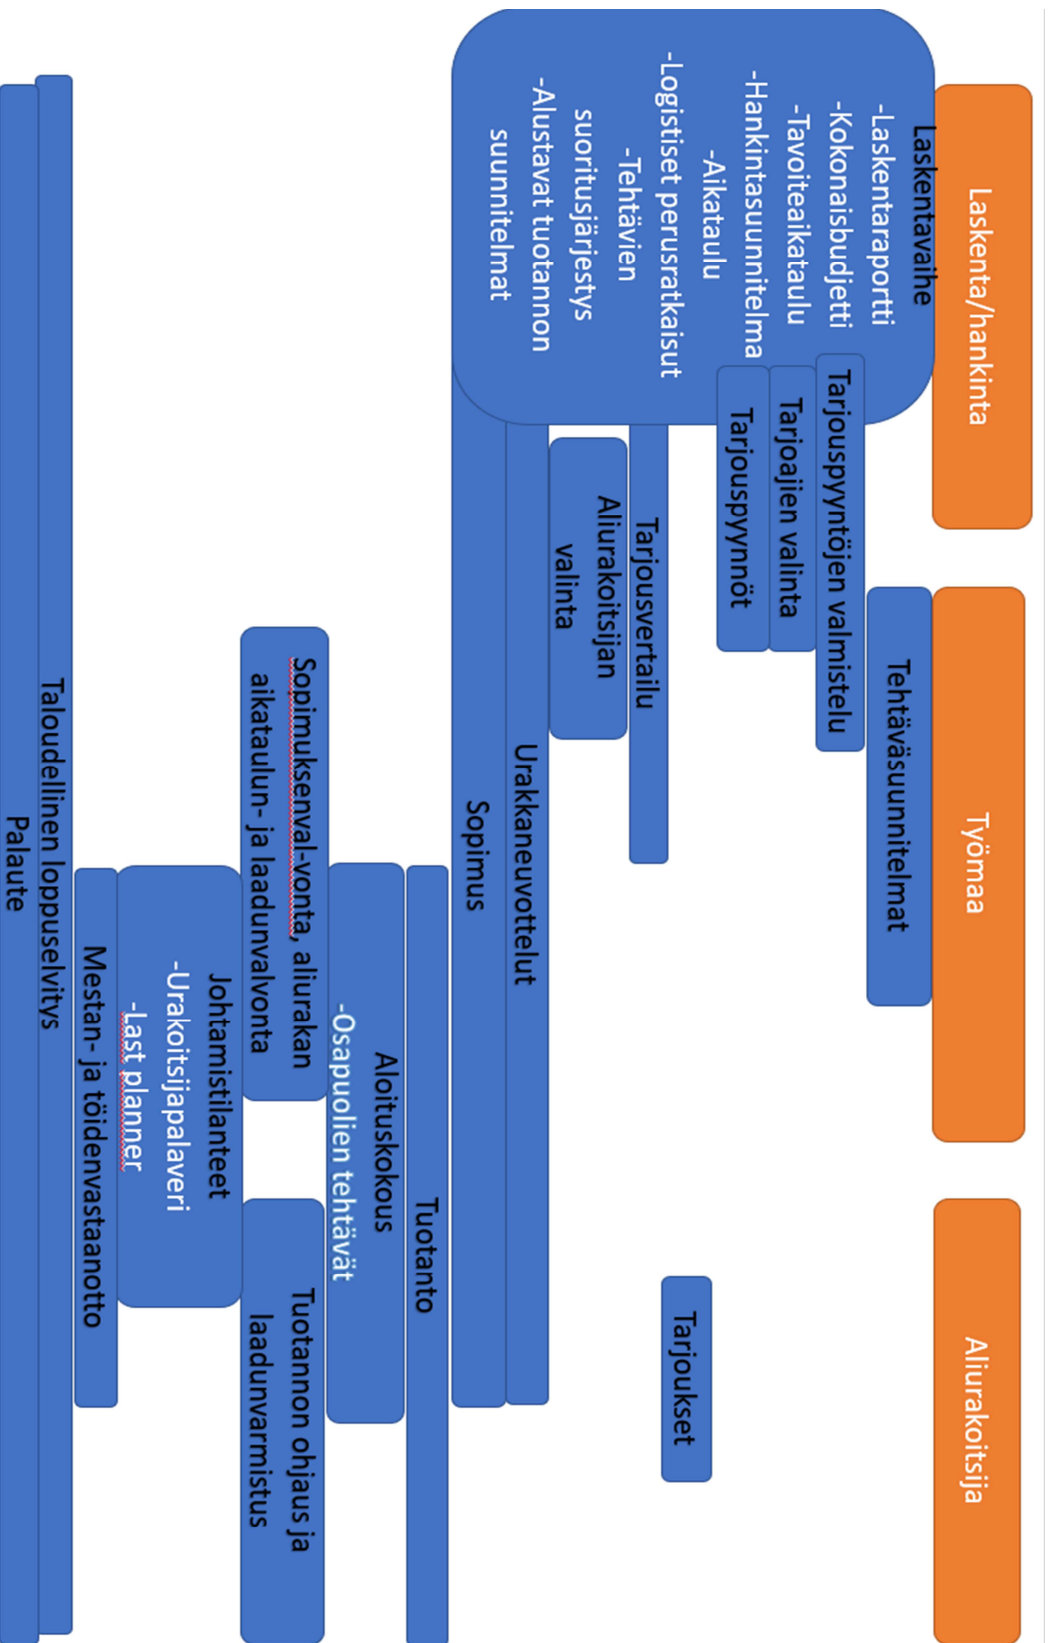 Laskenta/hankinta
Työmaa
Aliurakoitsija
Laskentavaihe
-Laskentaraportti
-Kokonaisbudjetti
-Tavoiteaikataulu
-Hankintasuunnitelma
-Aikataulu
-Logistiset perusratkaisut
-Tehtävien
suoritusjärjestys
-Alustavat tuotannon
suunnitelmat
Tehtäväsuunnitelmat
Tarjouspyyntöjen valmistelu
Tarjoajien valinta
Tarjouspyynnöt
Tarjoukset
Tarjousvertailu
Aliurakoitsijan
valinta
Urakkaneuvottelut
Sopimus
Tuotanto
Aloituskokous
-Osapuolien tehtävät
Sopimuksenval-vonta, aliurakan
aikataulun- ja laadunvalvonta
Tuotannon ohjaus ja
laadunvarmistus
Johtamistilanteet
-Urakoitsijapalaveri
-Last planner
Mestan- ja töidenvastaanotto
Taloudellinen loppuselvitys
Palaute